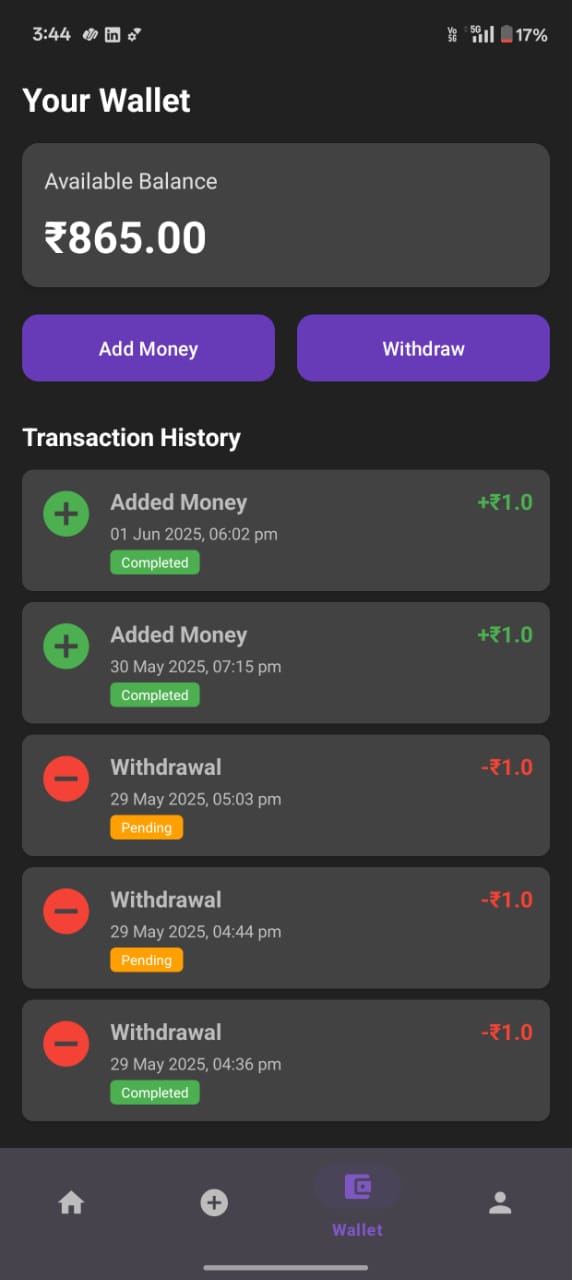 3:44
Vo
5G
5G
17%
Your Wallet
Available Balance
₹865.00
Add Money
Withdraw
Transaction History
Added Money
+₹1.0
01 Jun 2025, 06:02 pm
Completed
Added Money
+₹1.0
30 May 2025, 07:15 pm
Completed
Withdrawal
-₹1.0
29 May 2025, 05:03 pm
Pending
Withdrawal
-₹1.0
29 May 2025, 04:44 pm
Pending
Withdrawal
-₹1.0
29 May 2025, 04:36 pm
Completed
Wallet